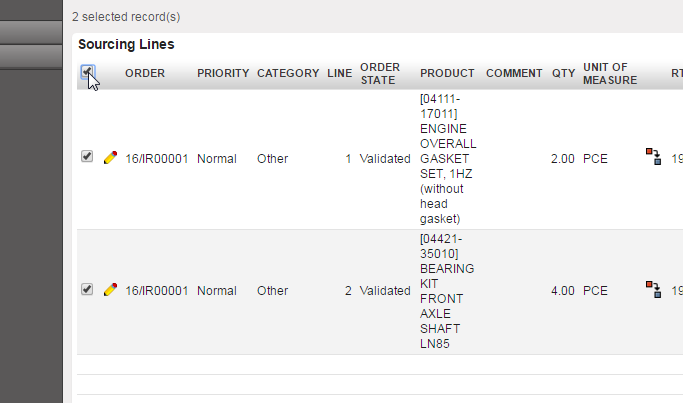 2 selected record(s)
Sourcing Lines
ORDER PRIORITY CATEGORY LINE ORDER STATE PRODUCT COMMENT QTY UNIT OF MEASURE RT
16/IR00001 Normal Other 1 Validated [04111-17011] ENGINE OVERALL GASKET SET, 1HZ (without head gasket) 2.00 PCE 19
16/IR00001 Normal Other 2 Validated [04421-35010] BEARING KIT FRONT AXLE SHAFT LN85 4.00 PCE 19